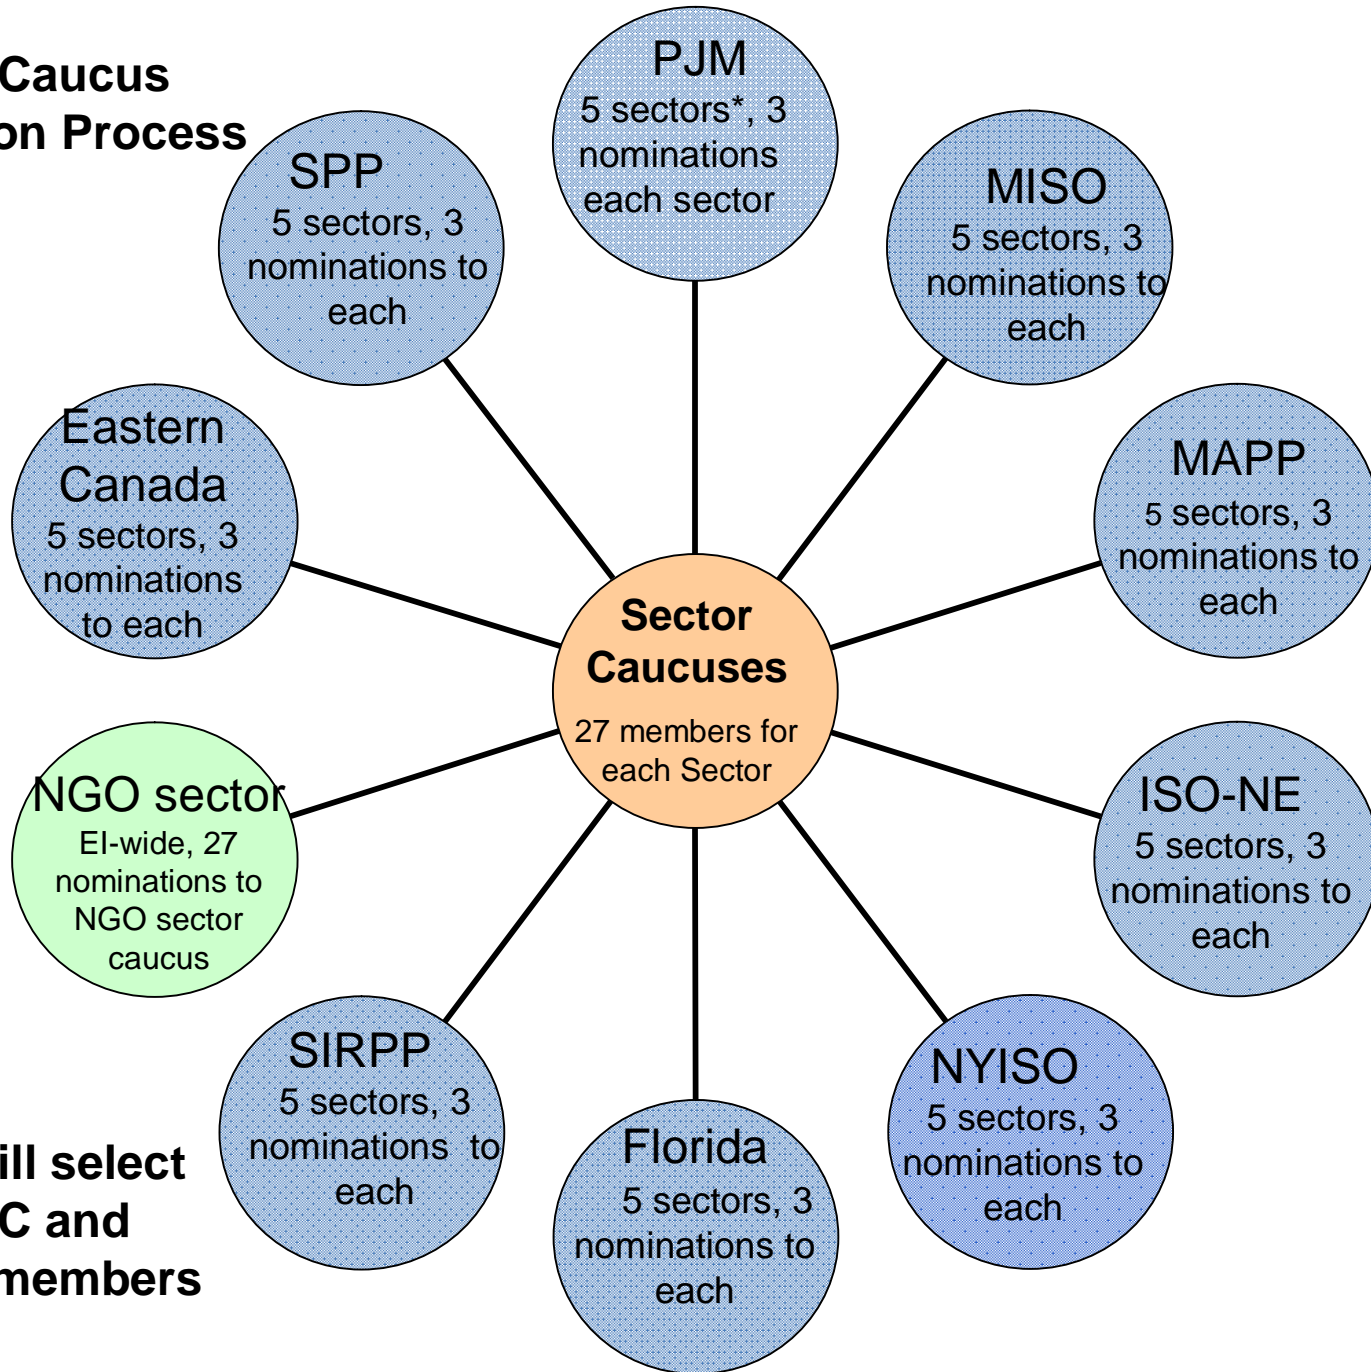 Caucus
on Process
PJM
5 sectors*, 3
nominations
each sector
SPP
5 sectors, 3
nominations to
each
MISO
5 sectors, 3
nominations to
each
Eastern
Canada
5 sectors, 3
nominations
to each
MAPP
5 sectors, 3
nominations to
each
Sector
Caucuses
27 members for
each Sector
NGO sector
EI-wide, 27
nominations to
NGO sector
caucus
ISO-NE
5 sectors, 3
nominations to
each
SIRPP
5 sectors, 3
nominations to
each
Florida
5 sectors, 3
nominations to
each
NYISO
5 sectors, 3
nominations to
each
ill select
C and
members